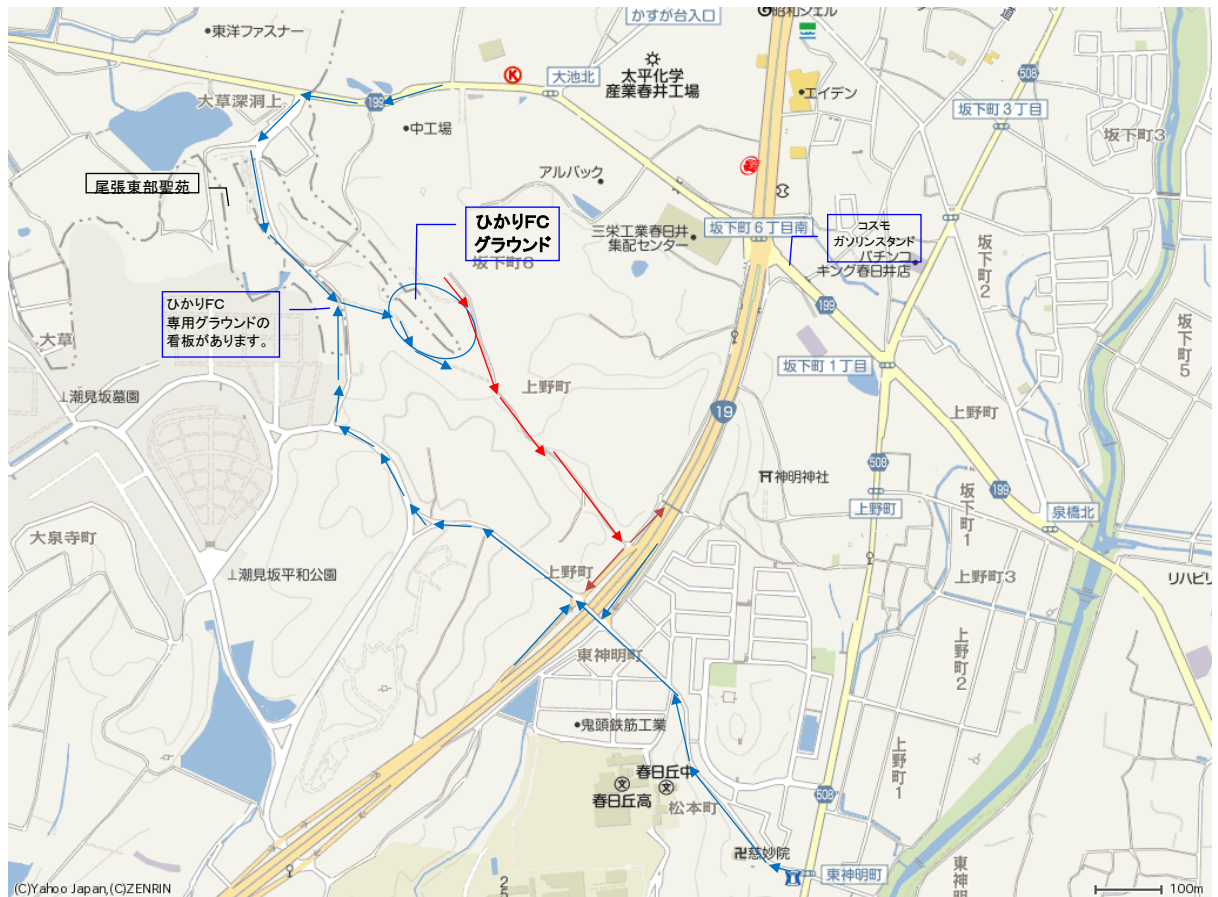 かすが台入口
昭和シェル
東洋ファスナー
大池北
太平化学
産業春井工場
エイデン
508
坂下町3丁目
坂下町3
大草深洞上
199
中工場
アルバック
尾張東部聖苑
ひかりFC
グラウンド
坂下町6
三栄工業春日井
集配センター
坂下町6丁目南
コスモ
ガソリンスタンド
パチンコ
キング春日井店
坂下町2
ひかりFC
専用グラウンドの
看板があります。
199
坂下町5
大草
坂下町1丁目
上野町
潮見坂墓園
19
上野町
508
神明神社
199
上野町
坂下町1
泉橋北
大泉寺町
上野町
潮見坂平和公園
上野町3
リハビリ
東神明町
上野町2
鬼頭鉄筋工業
上野町1
春日丘中
春日丘高
松本町
508
慈妙院
東神明町
東神明
25
(C)Yahoo Japan,(C)ZENRIN
100m